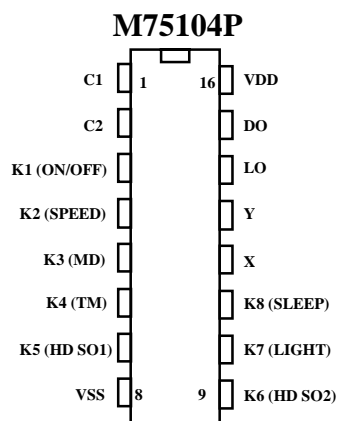 M75104P
C1 1 16 VDD
C2 DO
K1 (ON/OFF) LO
K2 (SPEED) Y
K3 (MD) X
K4 (TM) K8 (SLEEP)
K5 (HD SO1) K7 (LIGHT)
VSS 8 9 K6 (HD SO2)